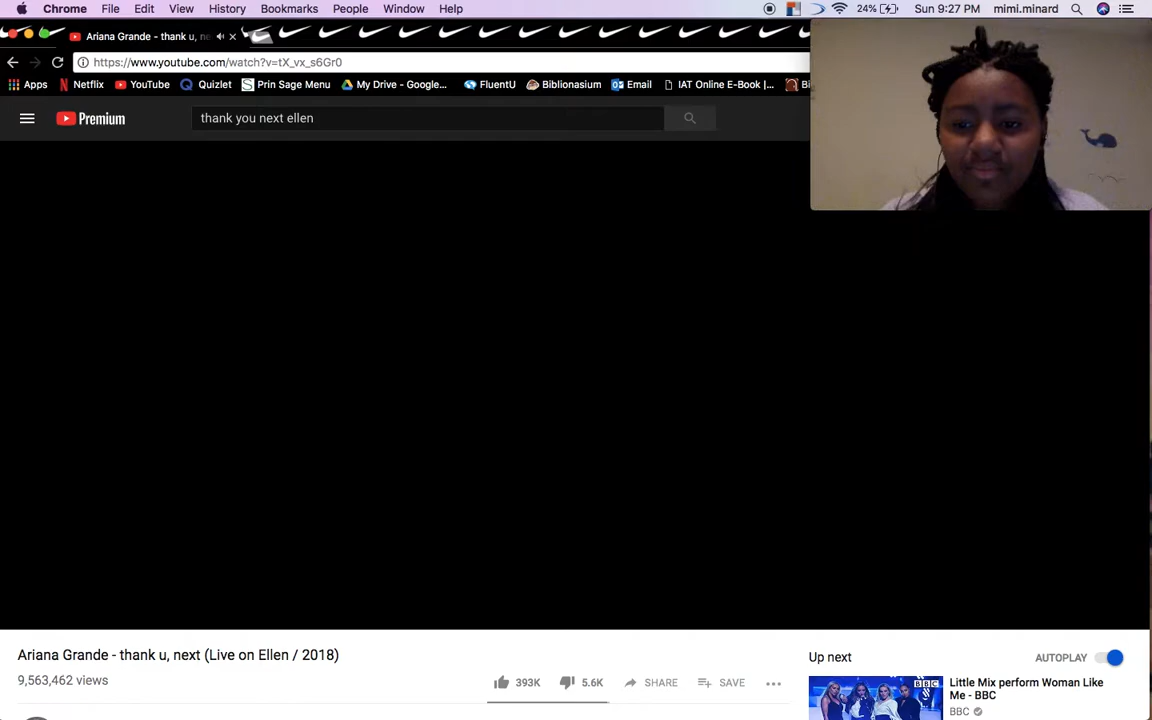 Chrome File Edit View History Bookmarks People Window Help 24% Sun 9:27 PM mimi.minard
Ariana Grande - thank u, ne
https://www.youtube.com/watch?v=tX_vx_s6Gr0
Apps Netflix YouTube Quizlet Prin Sage Menu My Drive - Google... FluentU Biblionasium Email IAT Online E-Book |...
Premium thank you next ellen
Ariana Grande - thank u, next (Live on Ellen / 2018)
9,563,462 views
393K 5.6K SHARE SAVE
Up next AUTOPLAY
BBC
Little Mix perform Woman Like
Me - BBC
BBC